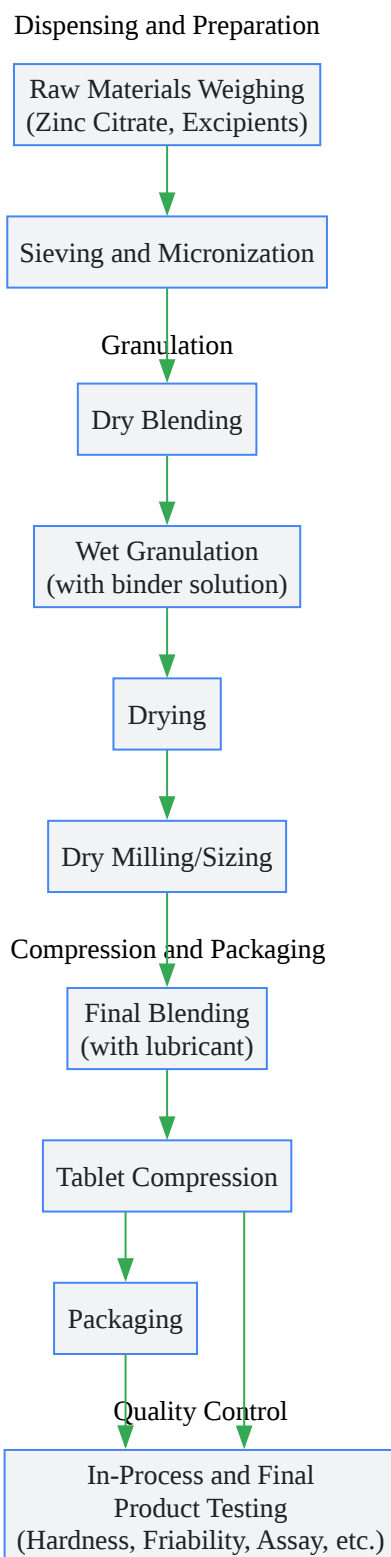 Dispensing and Preparation
Raw Materials Weighing
(Zinc Citrate, Excipients)
Sieving and Micronization
Granulation
Dry Blending
Wet Granulation
(with binder solution)
Drying
Dry Milling/Sizing
Compression and Packaging
Final Blending
(with lubricant)
Tablet Compression
Packaging
Quality Control
In-Process and Final
Product Testing
(Hardness, Friability, Assay, etc.)